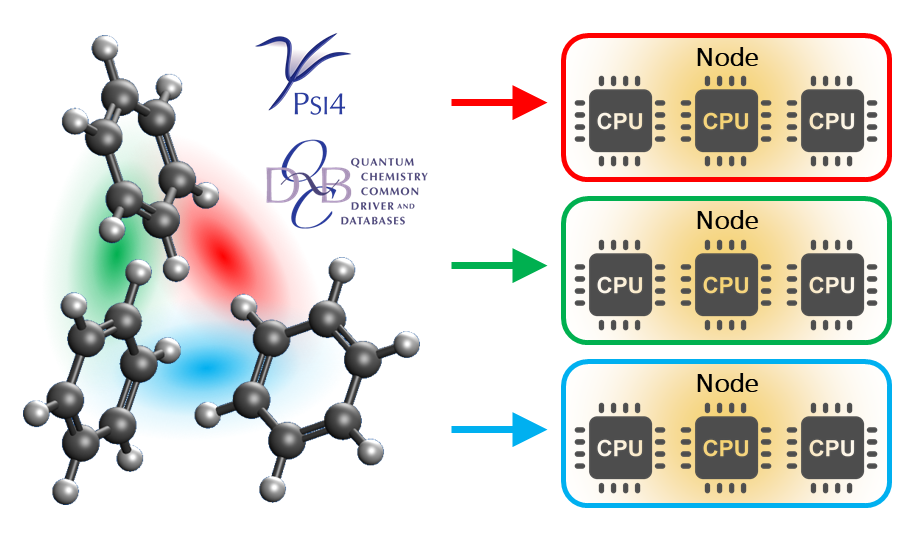 PSI4
DQCB
QUANTUM
CHEMISTRY
COMMON
DRIVER AND
DATABASES
Node
CPU CPU CPU
Node
CPU CPU CPU
Node
CPU CPU CPU